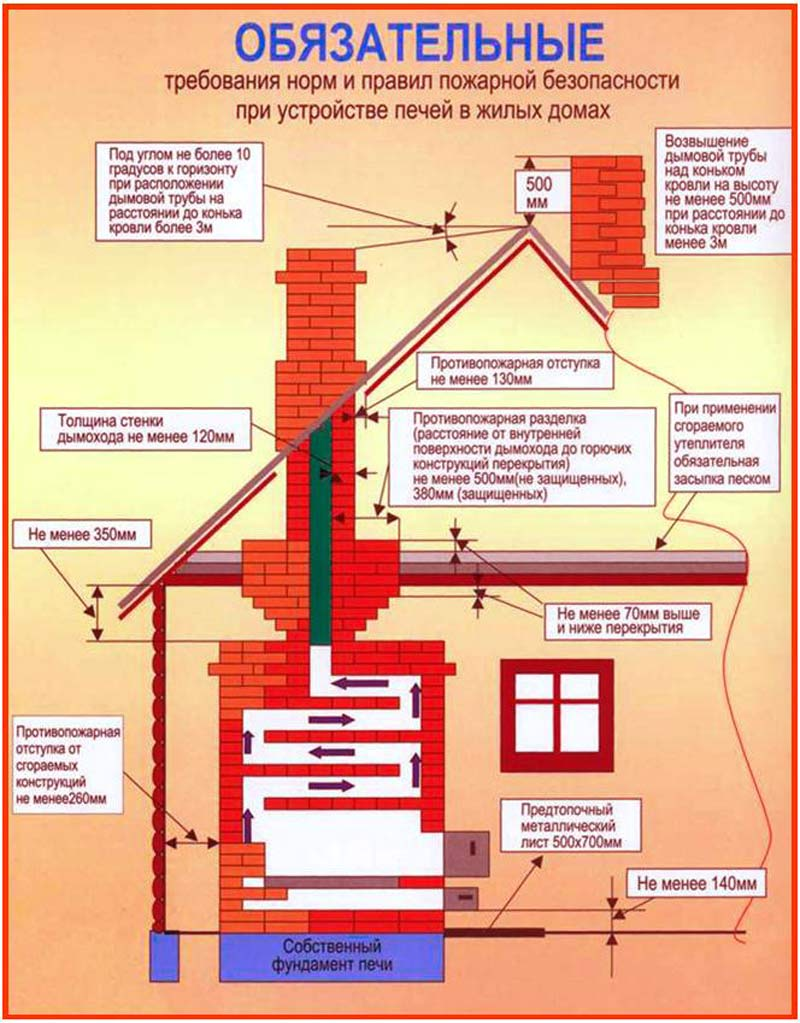 ОБЯЗАТЕЛЬНЫЕ
требования норм и правил пожарной безопасности
при устройстве печей в жилых домах
Под углом не более 10
градусов к горизонту
при расположении
дымовой трубы на
расстоянии до конька
кровли более 3м
500
мм
Возвышение
дымовой трубы
над коньком
кровли на высоту
не менее 500мм
при расстоянии до
конька кровли
менее 3м
Противопожарная отступка
не менее 130мм
Толщина стенки
дымохода не менее 120мм
Противопожарная разделка
(расстояние от внутренней
поверхности дымохода до горючих
конструкций перекрытия)
не менее 500мм(не защищенных),
380мм (защищенных)
При применении
сгораемого
утеплителя
обязательная
засыпка песком
Не менее 350мм
Не менее 70мм выше
и ниже перекрытия
Противопожарная
отступка от
сгораемых
конструкций
не менее260мм
Предтопочный
металлический
лист 500х700мм
Не менее 140мм
Собственный
фундамент печи